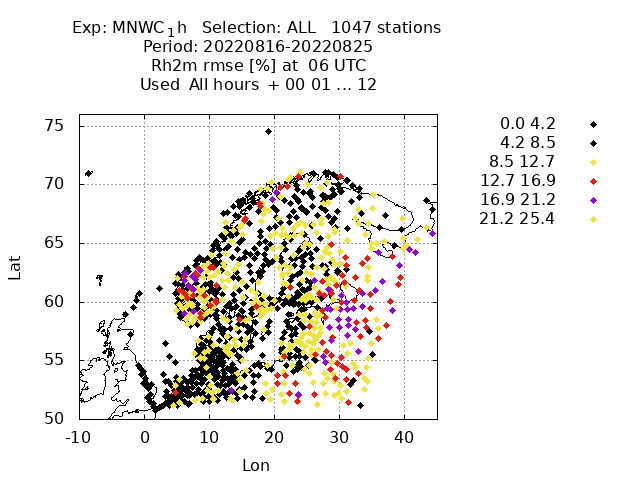 Exp: MNWC1h   Selection: ALL   1047 stations
Period: 20220816-20220825
Rh2m rmse [%] at  06 UTC
Used  All hours  + 00 01 ... 12
0.0 4.2
4.2 8.5
8.5 12.7
12.7 16.9
16.9 21.2
21.2 25.4
75
70
65
60
55
50
Lat
-10 0 10 20 30 40
Lon